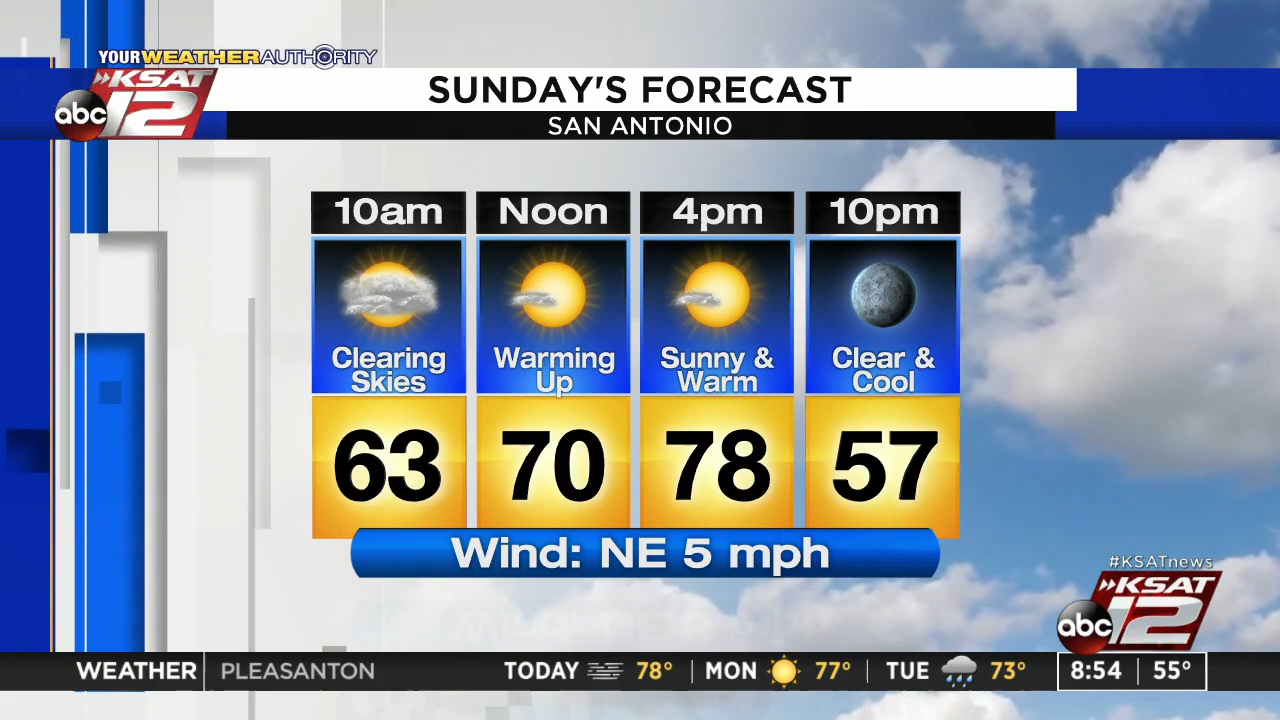 YOUR WEATHER AUTHORITY
KSAT
abc 12
SUNDAY'S FORECAST
SAN ANTONIO
10am Noon 4pm 10pm
Clearing Warming Sunny & Clear &
Skies Up Warm Cool
63 70 78 57
Wind: NE 5 mph
#KSATnews
KSAT
abc 12
WEATHER PLEASANTON TODAY 78° MON 77° TUE 73° 8:54 55°